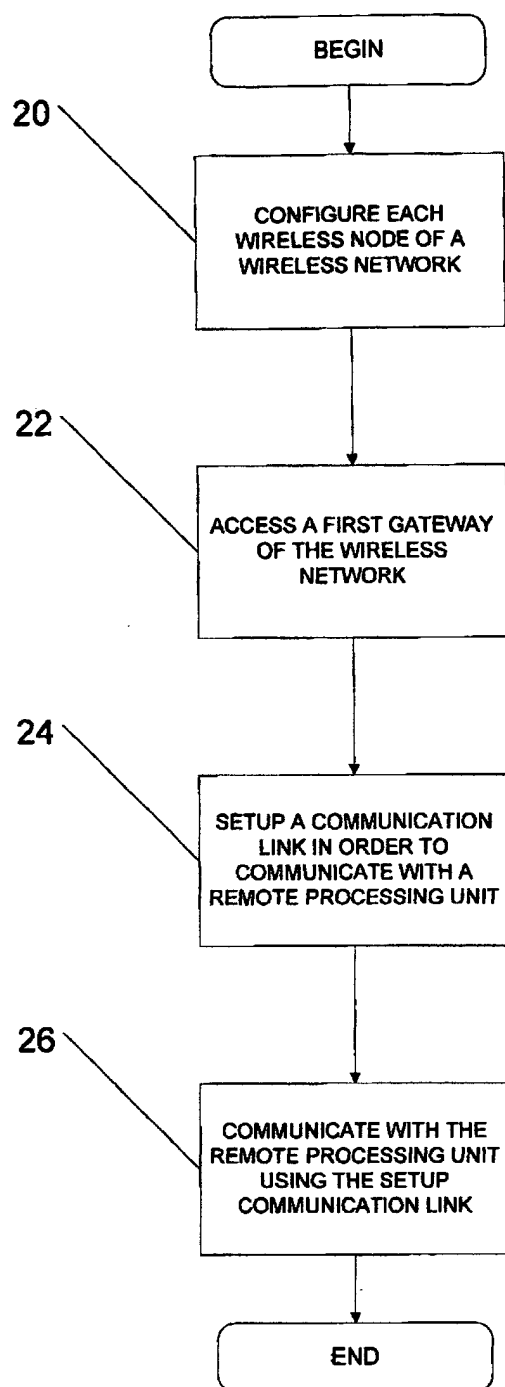 BEGIN
20
CONFIGURE EACH
WIRELESS NODE OF A
WIRELESS NETWORK
22
ACCESS A FIRST GATEWAY
OF THE WIRELESS
NETWORK
24
SETUP A COMMUNICATION
LINK IN ORDER TO
COMMUNICATE WITH A
REMOTE PROCESSING UNIT
26
COMMUNICATE WITH THE
REMOTE PROCESSING UNIT
USING THE SETUP
COMMUNICATION LINK
END